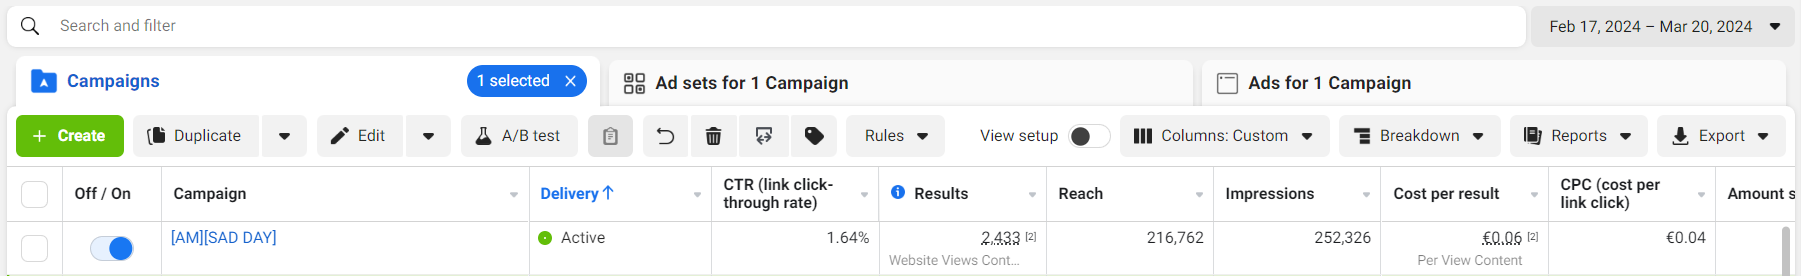 Search and filter
Feb 17, 2024 – Mar 20, 2024
Campaigns
1 selected
Ad sets for 1 Campaign
Ads for 1 Campaign
+ Create
Duplicate
Edit
A/B test
Rules
View setup
Columns: Custom
Breakdown
Reports
Export
Off / On
Campaign
Delivery ↑
CTR (link click-
through rate)
Results
Reach
Impressions
Cost per result
CPC (cost per
link click)
Amount s
[AM][SAD DAY]
Active
1.64%
2,433 [2]
Website Views Cont...
216,762
252,326
€0.06 [2]
Per View Content
€0.04